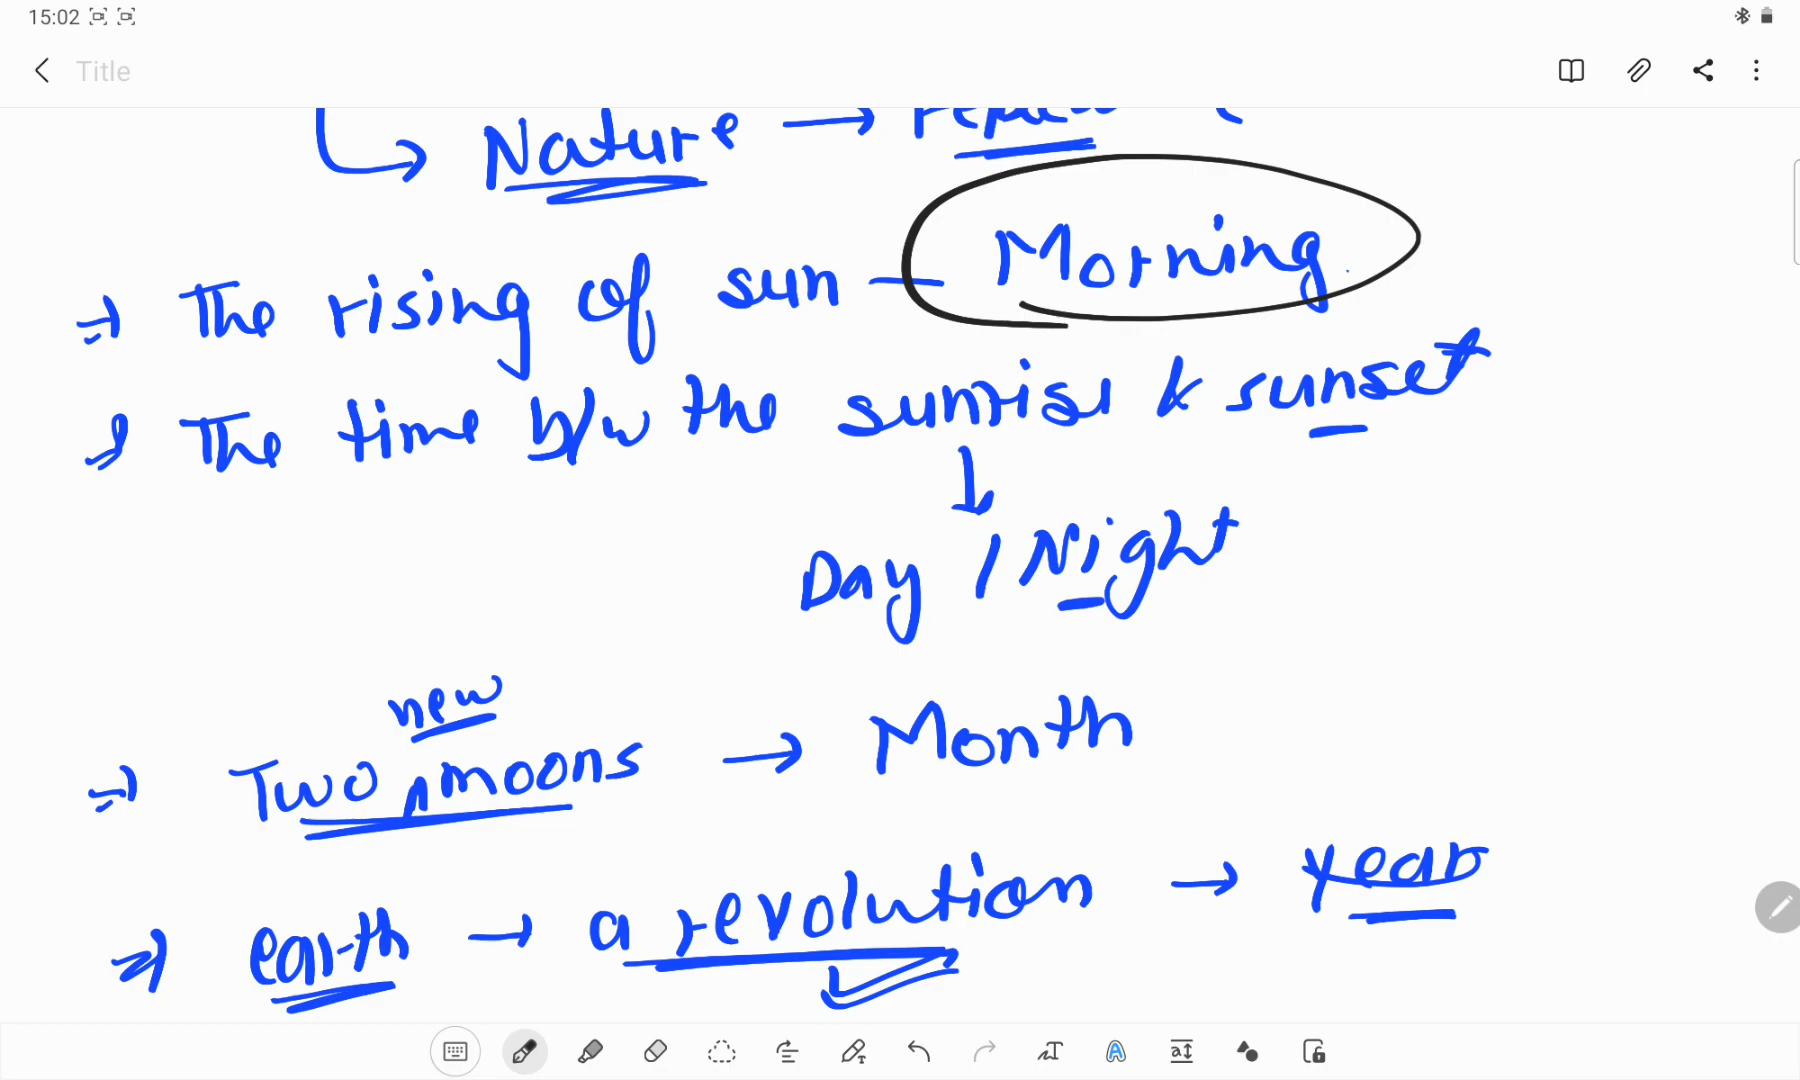 15:02
Title
Nature →
⇒ The rising of sun — Morning
⇒ The time b/w the sunrise & sunset
↓
Day / Night
new
⇒ Two ∧ moons → Month
⇒ earth → a revolution → year